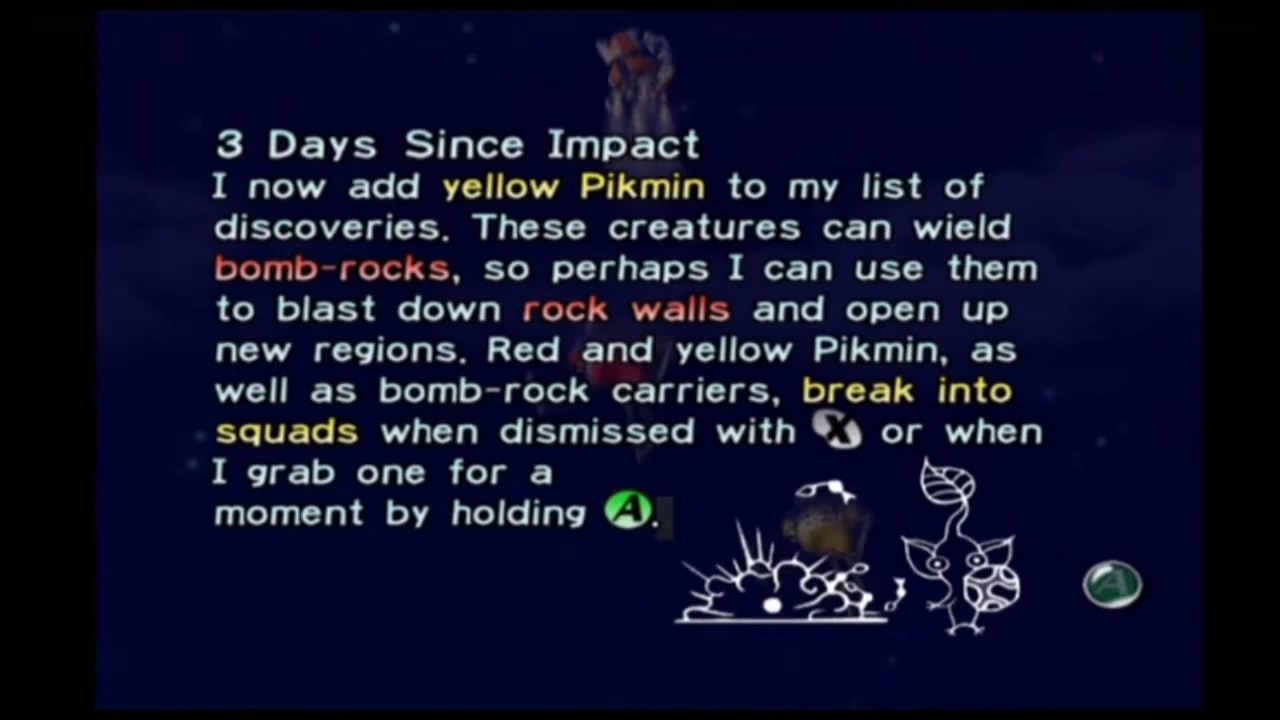 3 Days Since Impact
I now add yellow Pikmin to my list of
discoveries. These creatures can wield
bomb-rocks, so perhaps I can use them
to blast down rock walls and open up
new regions. Red and yellow Pikmin, as
well as bomb-rock carriers, break into
squads when dismissed with X or when
I grab one for a
moment by holding A.
A